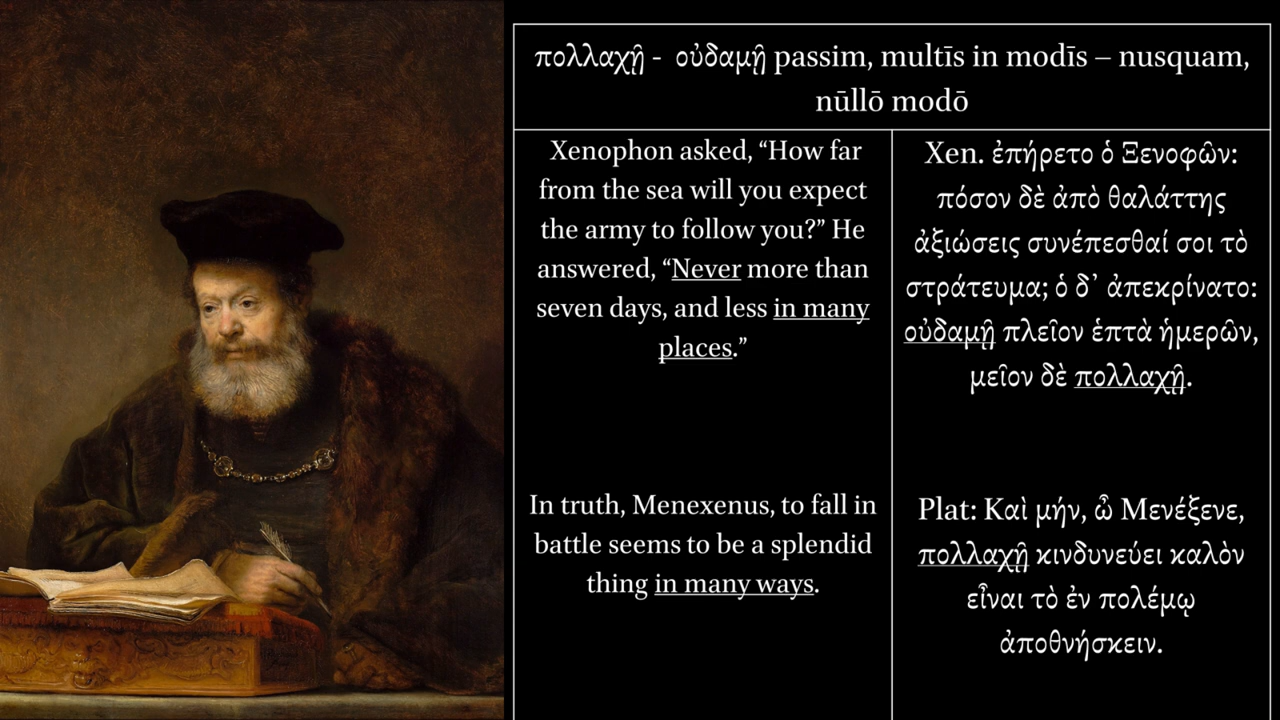 πολλαχῇ - οὐδαμῇ passim, multīs in modīs – nusquam,
nūllō modō
Xenophon asked, “How far
from the sea will you expect
the army to follow you?” He
answered, “Never more than
seven days, and less in many
places.”
In truth, Menexenus, to fall in
battle seems to be a splendid
thing in many ways.
Xen. ἐπήρετο ὁ Ξενοφῶν:
πόσον δὲ ἀπὸ θαλάττης
ἀξιώσεις συνέπεσθαί σοι τὸ
στράτευμα; ὁ δ᾽ ἀπεκρίνατο:
οὐδαμῇ πλεῖον ἑπτὰ ἡμερῶν,
μεῖον δὲ πολλαχῇ.
Plat: Καὶ μήν, ὦ Μενέξενε,
πολλαχῇ κινδυνεύει καλὸν
εἶναι τὸ ἐν πολέμῳ
ἀποθνήσκειν.